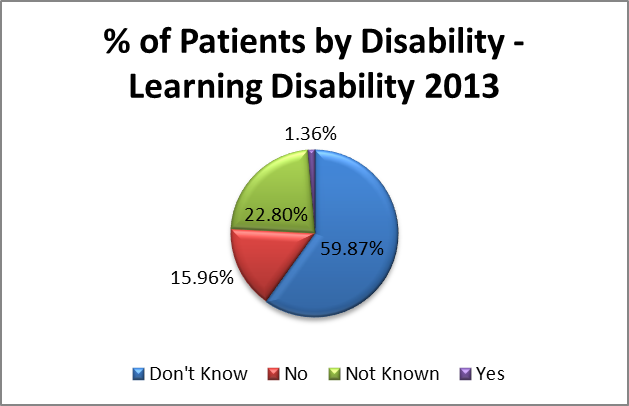 % of Patients by Disability -
Learning Disability 2013
1.36%
22.80%
59.87%
15.96%
Don't Know
No
Not Known
Yes